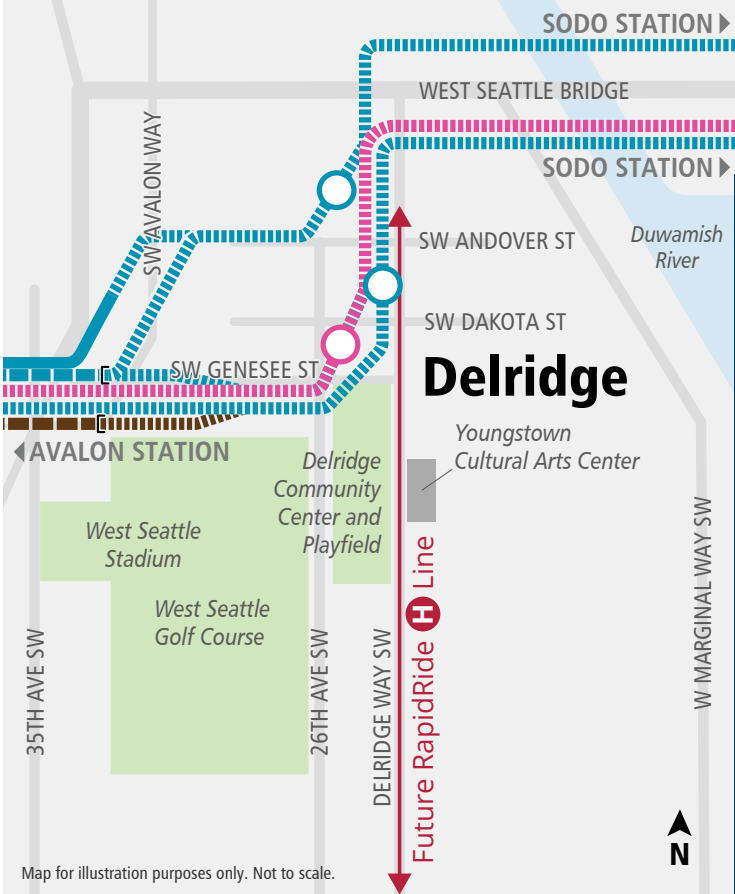 SODO STATION
WEST SEATTLE BRIDGE
SW AVALON WAY
SODO STATION
SW ANDOVER ST
Duwamish
River
SW DAKOTA ST
SW GENESEE ST
Delridge
AVALON STATION
Youngstown
Cultural Arts Center
Delridge
Community
Center and
Playfield
West Seattle
Stadium
West Seattle
Golf Course
35TH AVE SW
26TH AVE SW
DELRIDGE WAY SW
Future RapidRide H Line
W MARGINAL WAY SW
N
Map for illustration purposes only. Not to scale.